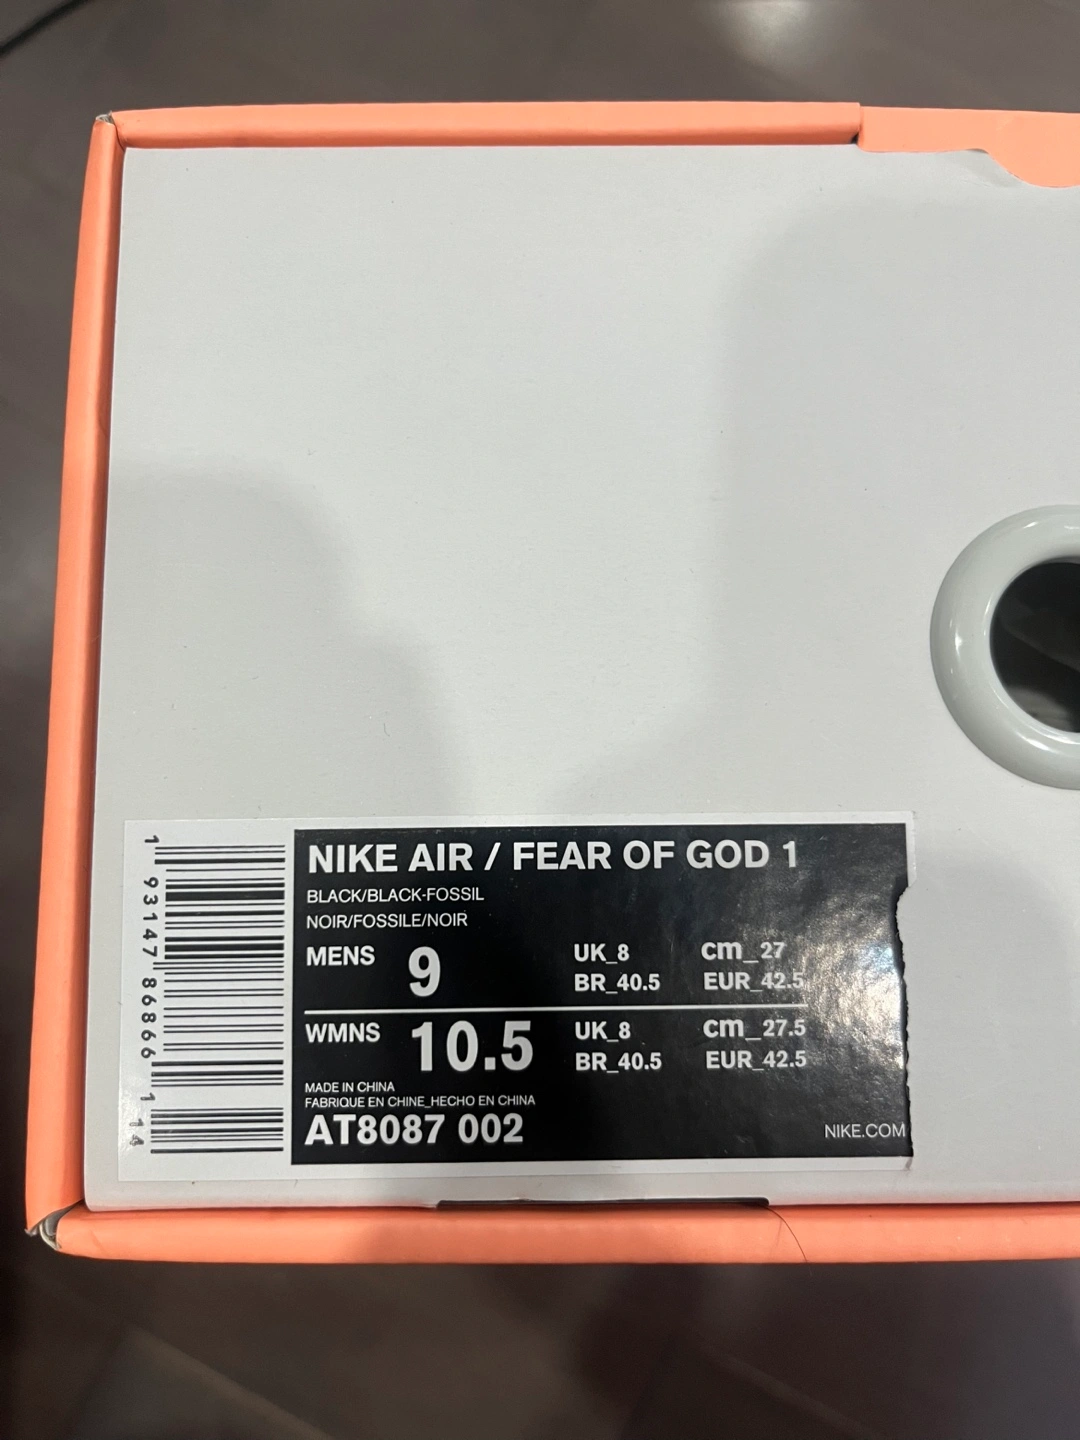 NIKE AIR / FEAR OF GOD 1
BLACK/BLACK-FOSSIL
NOIR/FOSSILE/NOIR
MENS 9 UK_8 cm_27
BR_40.5 EUR_42.5
WMNS 10.5 UK_8 cm_27.5
BR_40.5 EUR_42.5
MADE IN CHINA
FABRIQUE EN CHINE_HECHO EN CHINA
AT8087 002
NIKE.COM
1 93147 86866 1 14